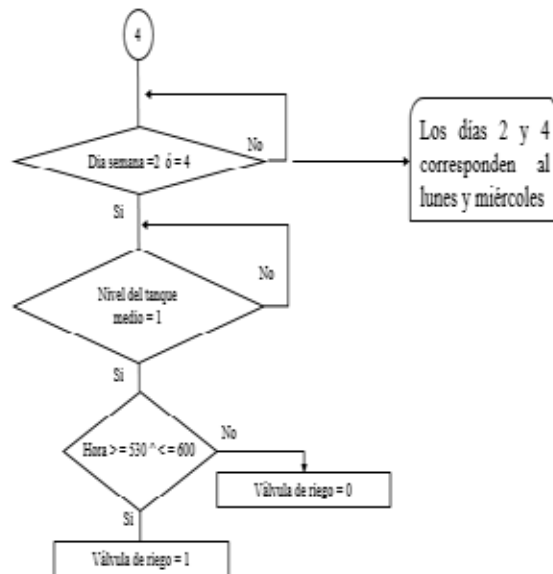 4
No
Dia semana =2 ó = 4
Los días 2 y 4
corresponden al
lunes y miércoles
Si
No
Nivel del tanque
medio = 1
Si
No
Hora > = 530 ^ < = 600
Válvula de riego = 0
Si
Válvula de riego = 1